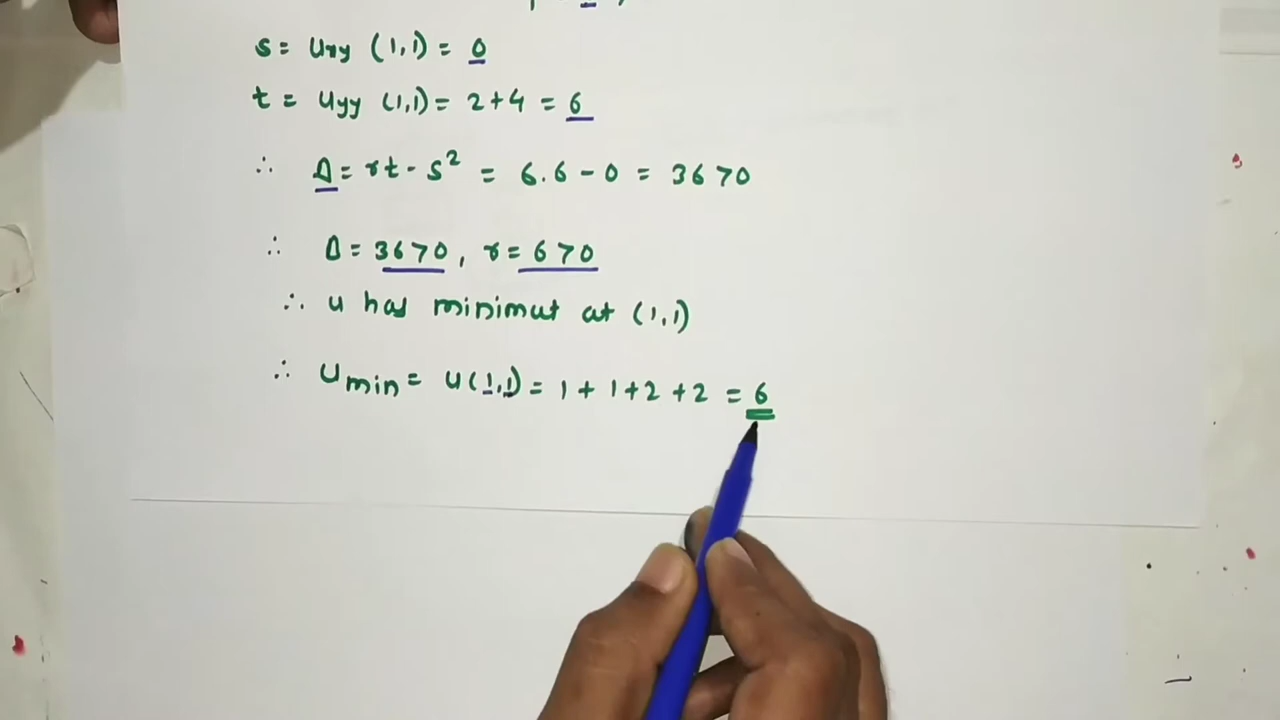 s = uxy (1,1) = 0
t = uyy (1,1) = 2+4 = 6
∴ Δ = rt - s² = 6.6 - 0 = 36>0
∴ Δ = 36>0, r = 6>0
∴ u has minimut at (1,1)
∴ umin = u(1,1) = 1 + 1+2 +2 = 6